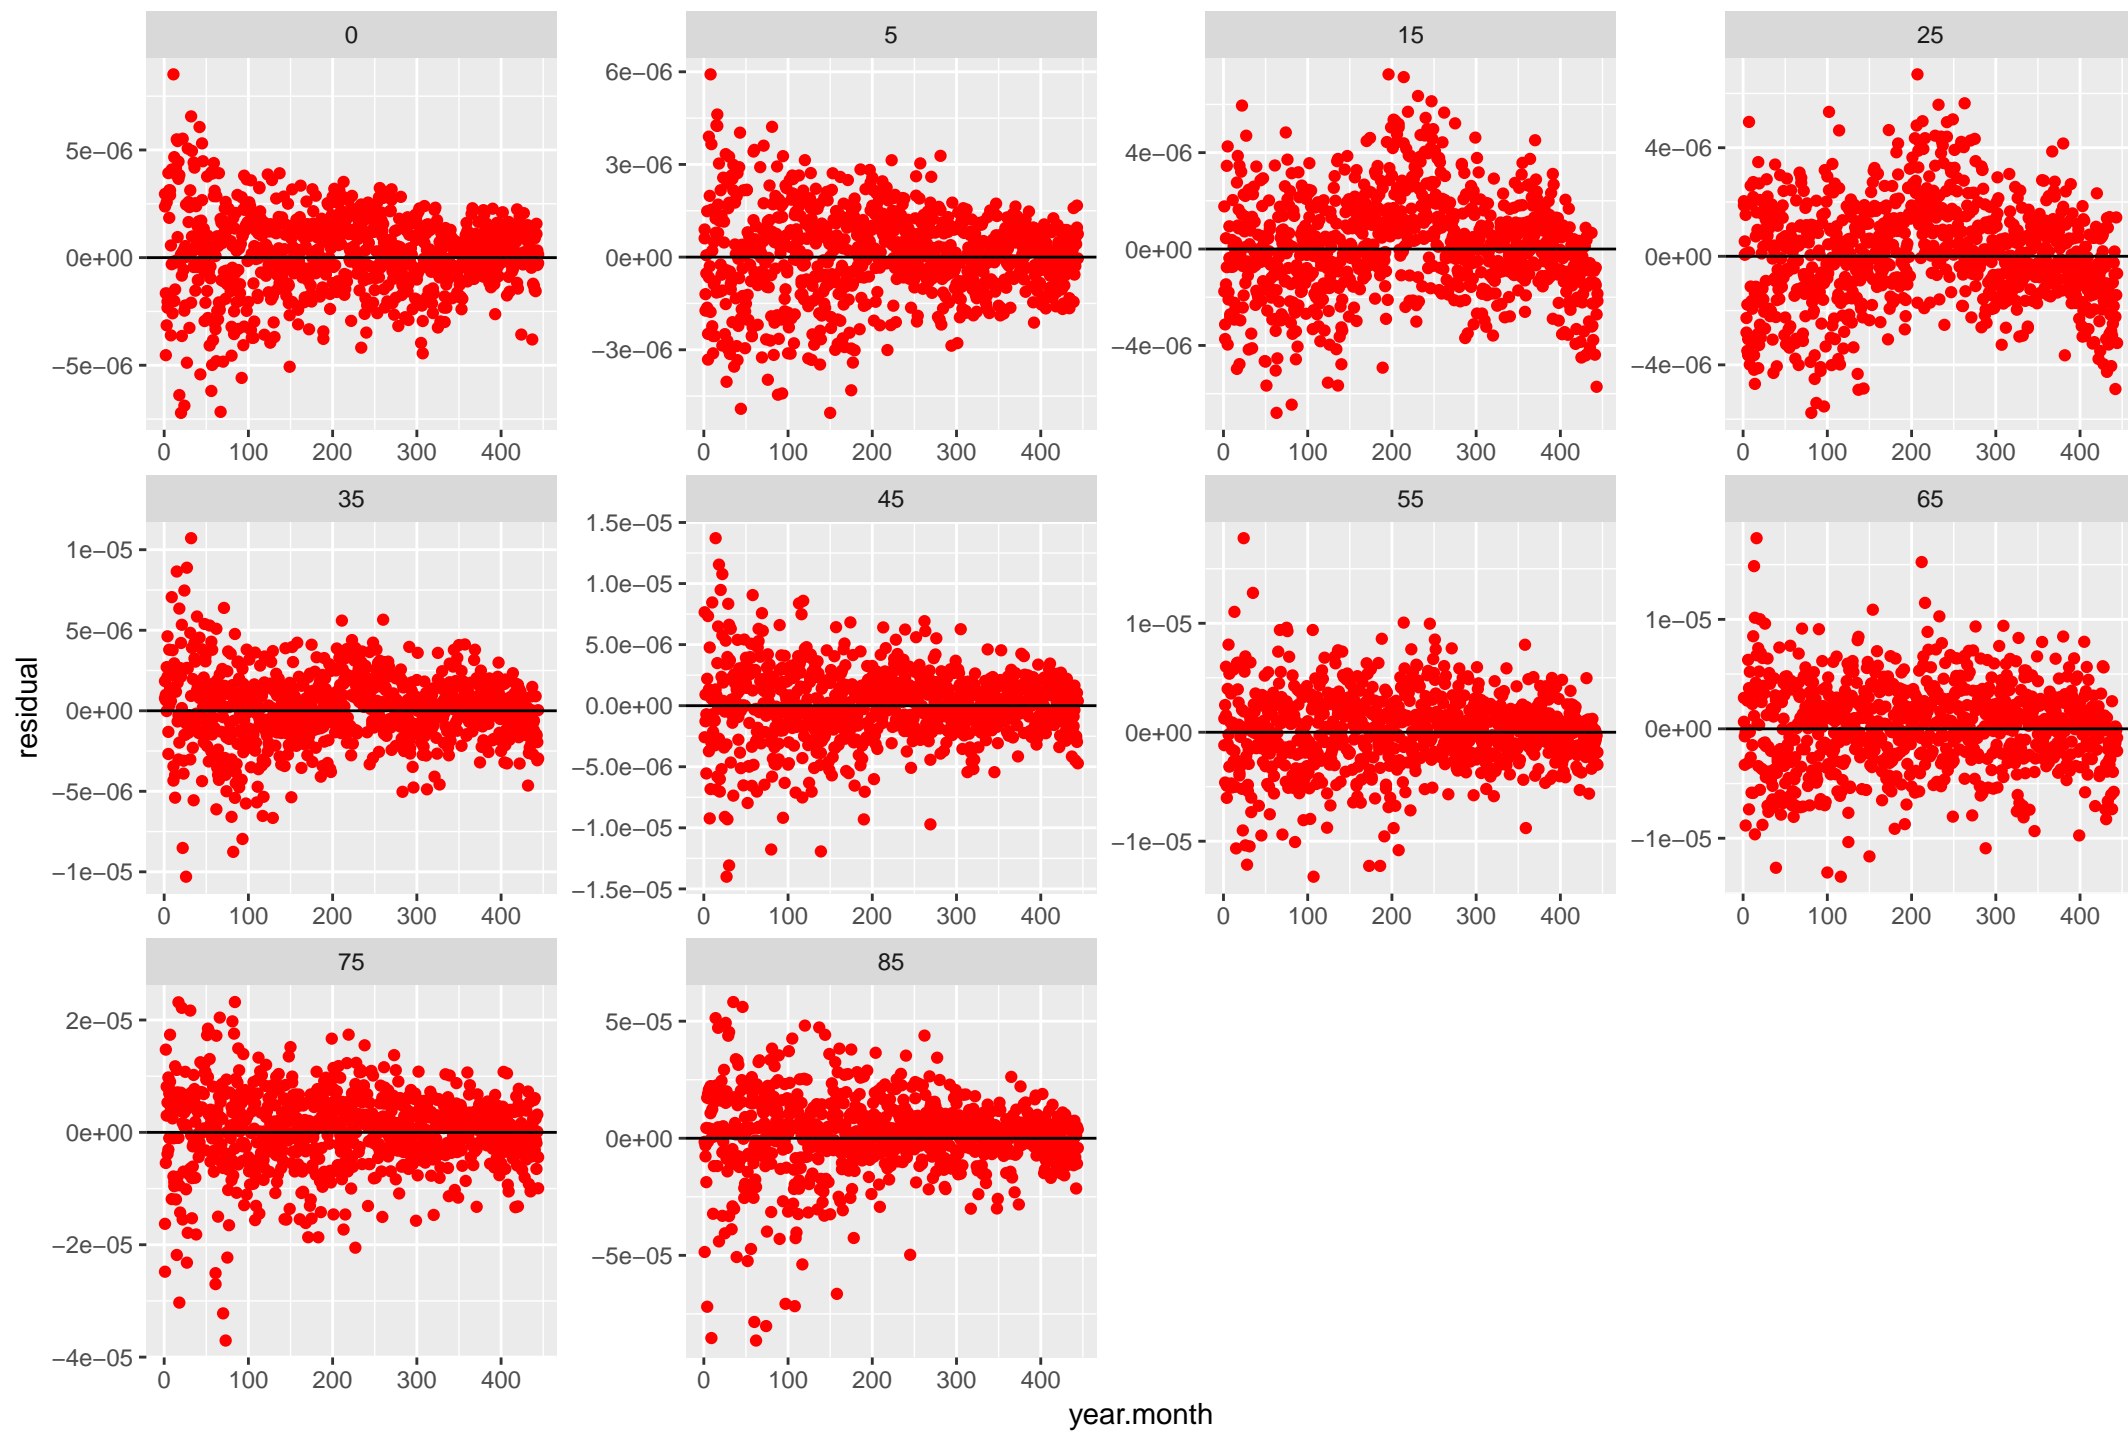 0 5 15 25
5e−06
0e+00
−5e−06
6e−06
3e−06
0e+00
−3e−06
4e−06
0e+00
−4e−06
4e−06
0e+00
−4e−06
0 100 200 300 400 0 100 200 300 400 0 100 200 300 400 0 100 200 300 400
35 45 55 65
residual
1e−05
5e−06
0e+00
−5e−06
−1e−05
1.5e−05
1.0e−05
5.0e−06
0.0e+00
−5.0e−06
−1.0e−05
−1.5e−05
1e−05
0e+00
−1e−05
1e−05
0e+00
−1e−05
0 100 200 300 400 0 100 200 300 400 0 100 200 300 400 0 100 200 300 400
75 85
2e−05
0e+00
−2e−05
−4e−05
5e−05
0e+00
−5e−05
0 100 200 300 400 0 100 200 300 400
year.month